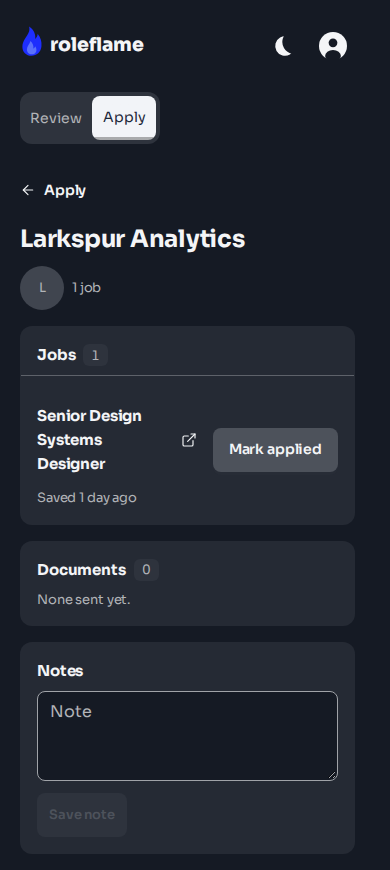 roleflame
Review
Apply
Apply
Larkspur Analytics
L
1 job
Jobs 1
Senior Design
Systems
Designer
Mark applied
Saved 1 day ago
Documents 0
None sent yet.
Notes
Note
Save note